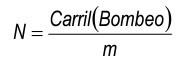 N = Carril(Bombeo) / m